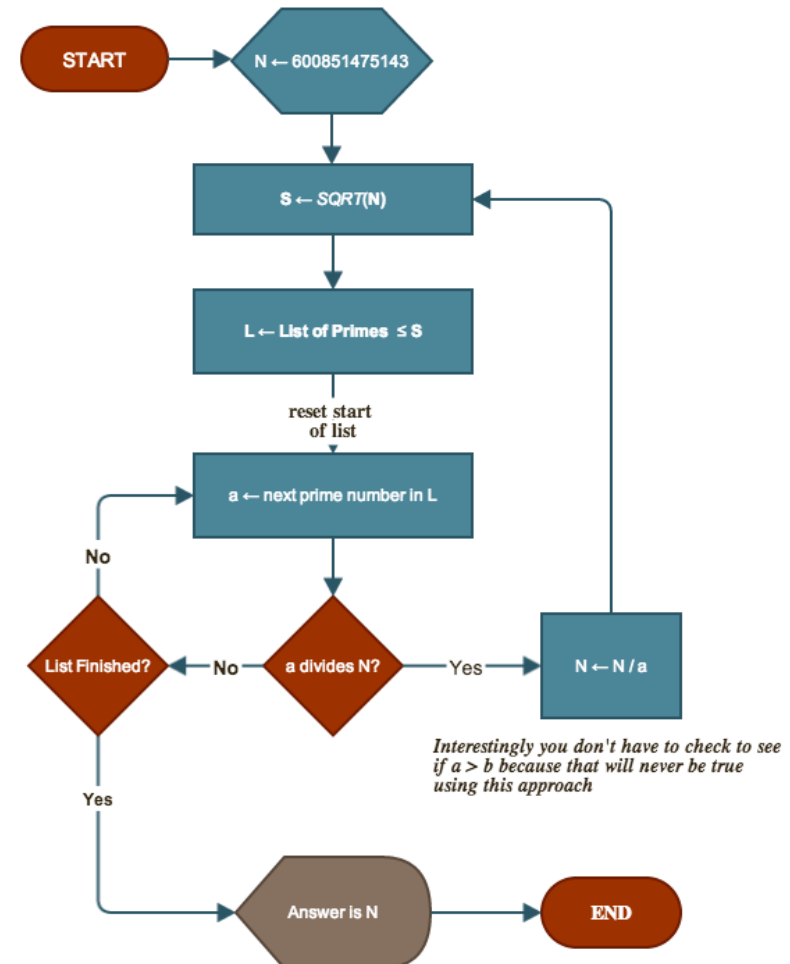 START
N ← 600851475143
S ← SQRT(N)
L ← List of Primes ≤ S
reset start
of list
a ← next prime number in L
No
List Finished?
No
a divides N?
Yes
N ← N / a
Interestingly you don't have to check to see
if a > b because that will never be true
using this approach
Yes
Answer is N
END